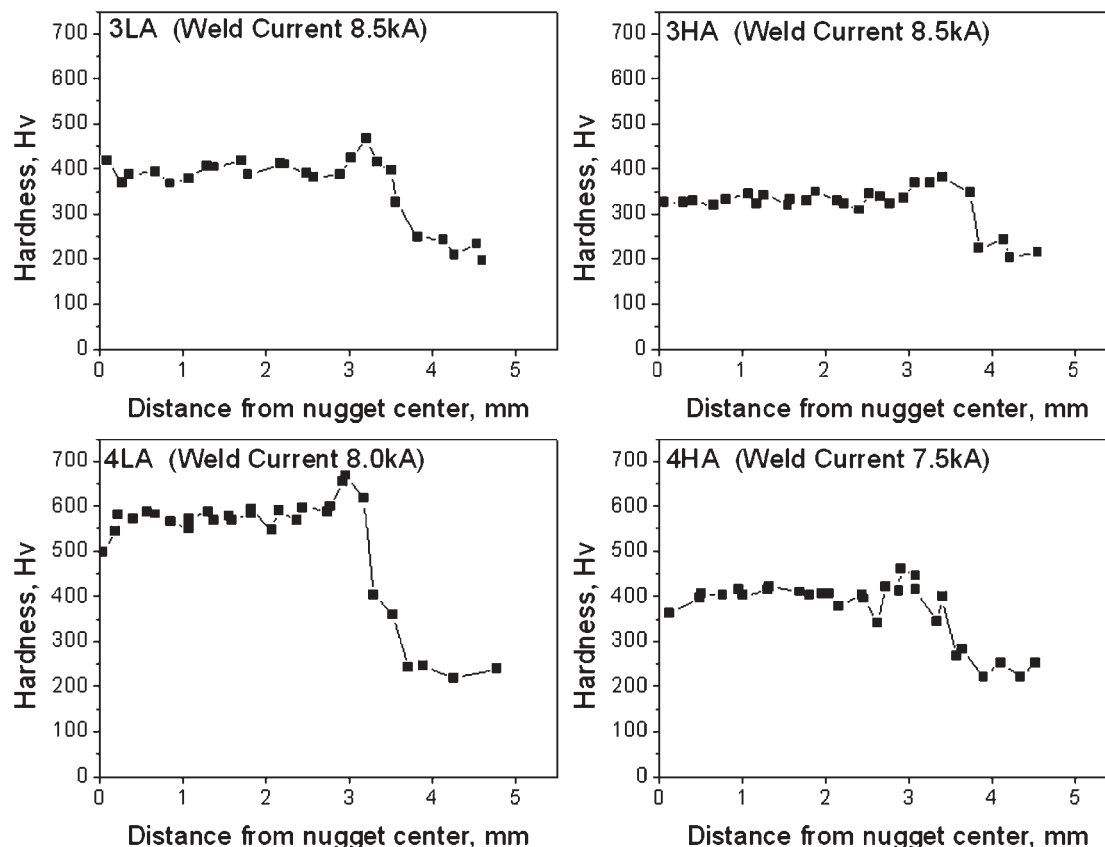 3LA (Weld Current 8.5kA)
700
600
500
400
300
200
100
0
Hardness, Hv
0 1 2 3 4 5
Distance from nugget center, mm
3HA (Weld Current 8.5kA)
700
600
500
400
300
200
100
0
Hardness, Hv
0 1 2 3 4 5
Distance from nugget center, mm
4LA (Weld Current 8.0kA)
700
600
500
400
300
200
100
0
Hardness, Hv
0 1 2 3 4 5
Distance from nugget center, mm
4HA (Weld Current 7.5kA)
700
600
500
400
300
200
100
0
Hardness, Hv
0 1 2 3 4 5
Distance from nugget center, mm